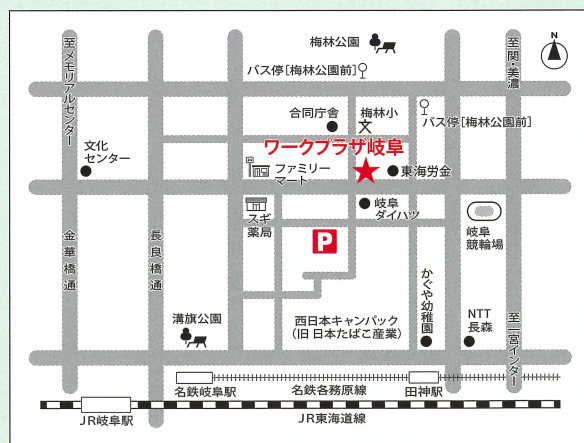 梅林公園
バス停[梅林公園前]
N
至関・美濃
至メモリアルセンター
合同庁舎
梅林小
バス停[梅林公園前]
文化
センター
ワークプラザ岐阜
ファミリー
マート
東海労金
スギ
薬局
岐阜
ダイハツ
岐阜
競輪場
P
金華橋通
長良橋通
溝旗公園
西日本キャンパック
(旧 日本たばこ産業)
かぐや幼稚園
NTT
長森
至一宮インター
名鉄岐阜駅
名鉄各務原線
田神駅
JR岐阜駅
JR東海道線